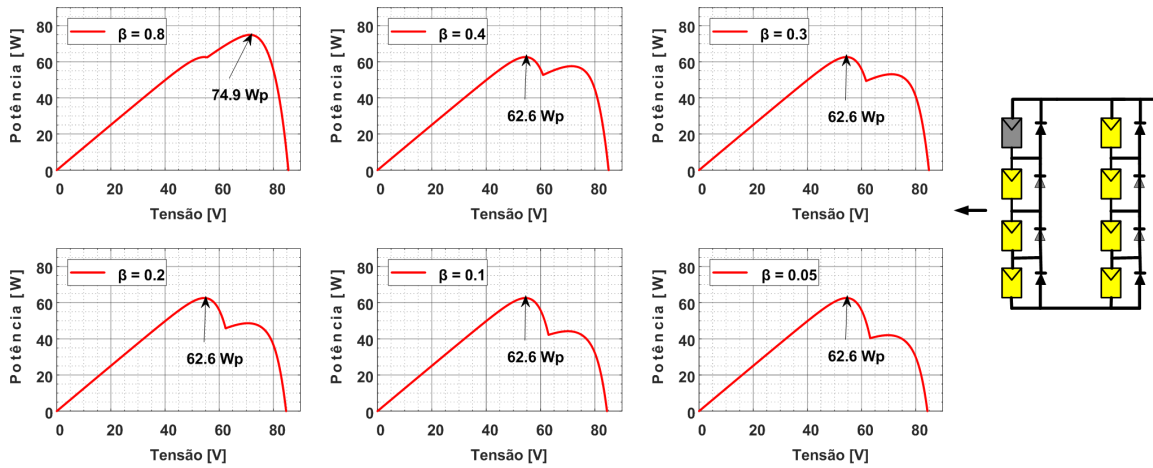 Potência [W]
80
60
40
20
0
β = 0.8
74.9 Wp
0 20 40 60 80
Tensão [V]
Potência [W]
80
60
40
20
0
β = 0.4
62.6 Wp
0 20 40 60 80
Tensão [V]
Potência [W]
80
60
40
20
0
β = 0.3
62.6 Wp
0 20 40 60 80
Tensão [V]
Potência [W]
80
60
40
20
0
β = 0.2
62.6 Wp
0 20 40 60 80
Tensão [V]
Potência [W]
80
60
40
20
0
β = 0.1
62.6 Wp
0 20 40 60 80
Tensão [V]
Potência [W]
80
60
40
20
0
β = 0.05
62.6 Wp
0 20 40 60 80
Tensão [V]